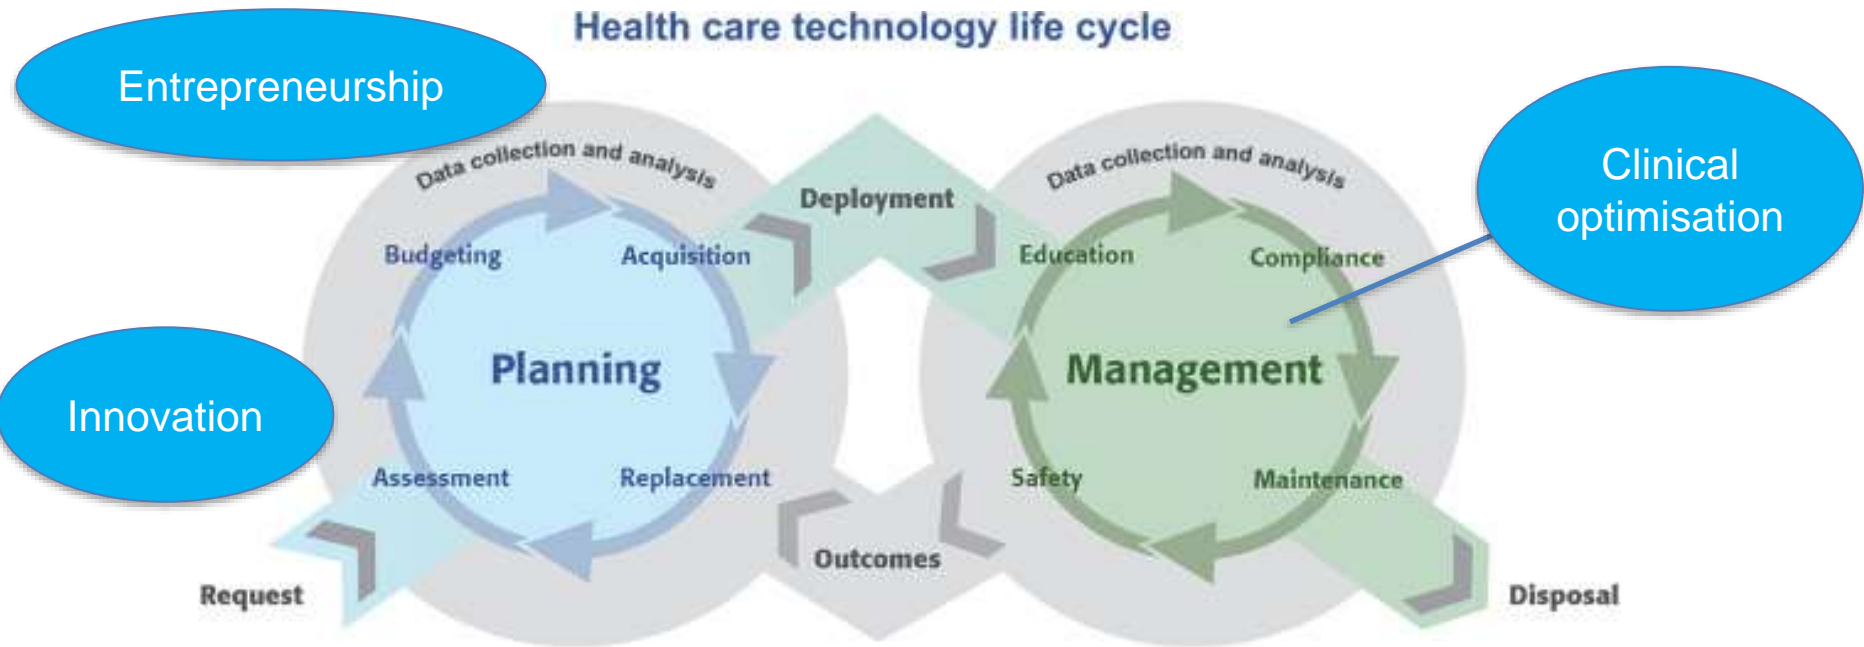 Health care technology life cycle
Entrepreneurship
Innovation
Data collection and analysis
Budgeting
Acquisition
Planning
Assessment
Replacement
Request
Deployment
Outcomes
Data collection and analysis
Education
Compliance
Management
Safety
Maintenance
Disposal
Clinical
optimisation